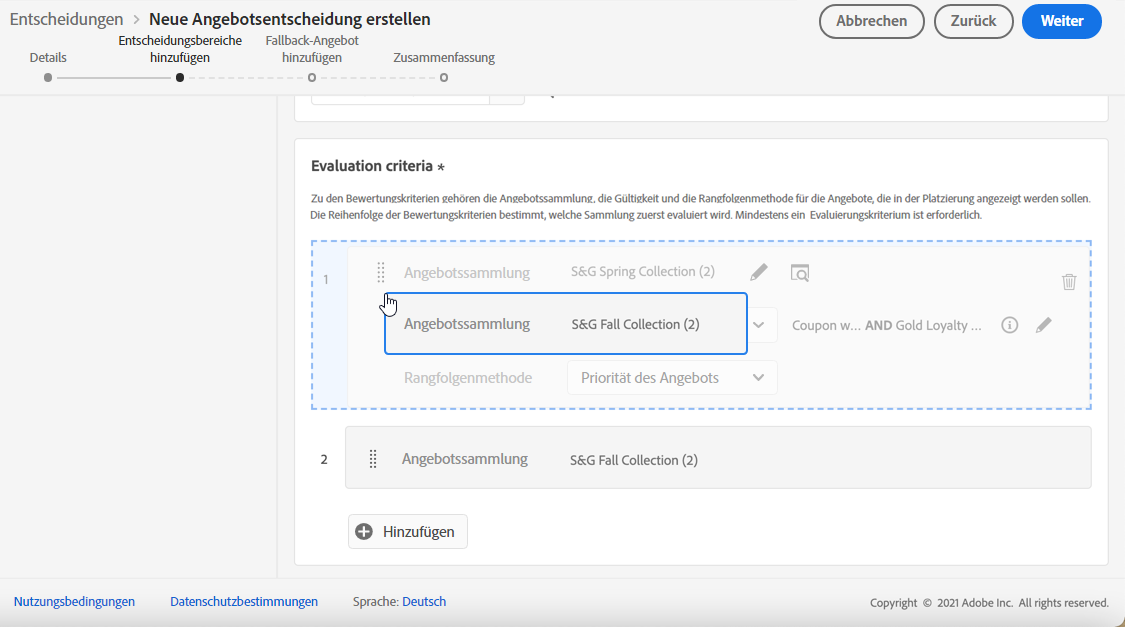 Entscheidungen > Neue Angebotsentscheidung erstellen
Abbrechen
Zurück
Weiter
Details
Entscheidungsbereiche
hinzufügen
Fallback-Angebot
hinzufügen
Zusammenfassung
Evaluation criteria *
Zu den Bewertungskriterien gehören die Angebotssammlung, die Gültigkeit und die Rangfolgenmethode für die Angebote, die in der Platzierung angezeigt werden sollen.
Die Reihenfolge der Bewertungskriterien bestimmt, welche Sammlung zuerst evaluiert wird. Mindestens ein Evaluierungskriterium ist erforderlich.
1
Angebotssammlung S&G Spring Collection (2)
Angebotssammlung S&G Fall Collection (2)
Coupon w... AND Gold Loyalty ...
Rangfolgenmethode Priorität des Angebots
2 Angebotssammlung S&G Fall Collection (2)
Hinzufügen
Nutzungsbedingungen Datenschutzbestimmungen Sprache: Deutsch
Copyright © 2021 Adobe Inc. All rights reserved.